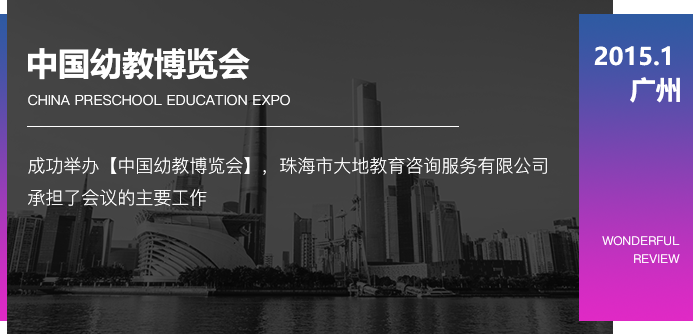 中国幼教博览会
CHINA PRESCHOOL EDUCATION EXPO
成功举办【中国幼教博览会】，珠海市大地教育咨询服务有限公司
承担了会议的主要工作
2015.1
广州
WONDERFUL
REVIEW